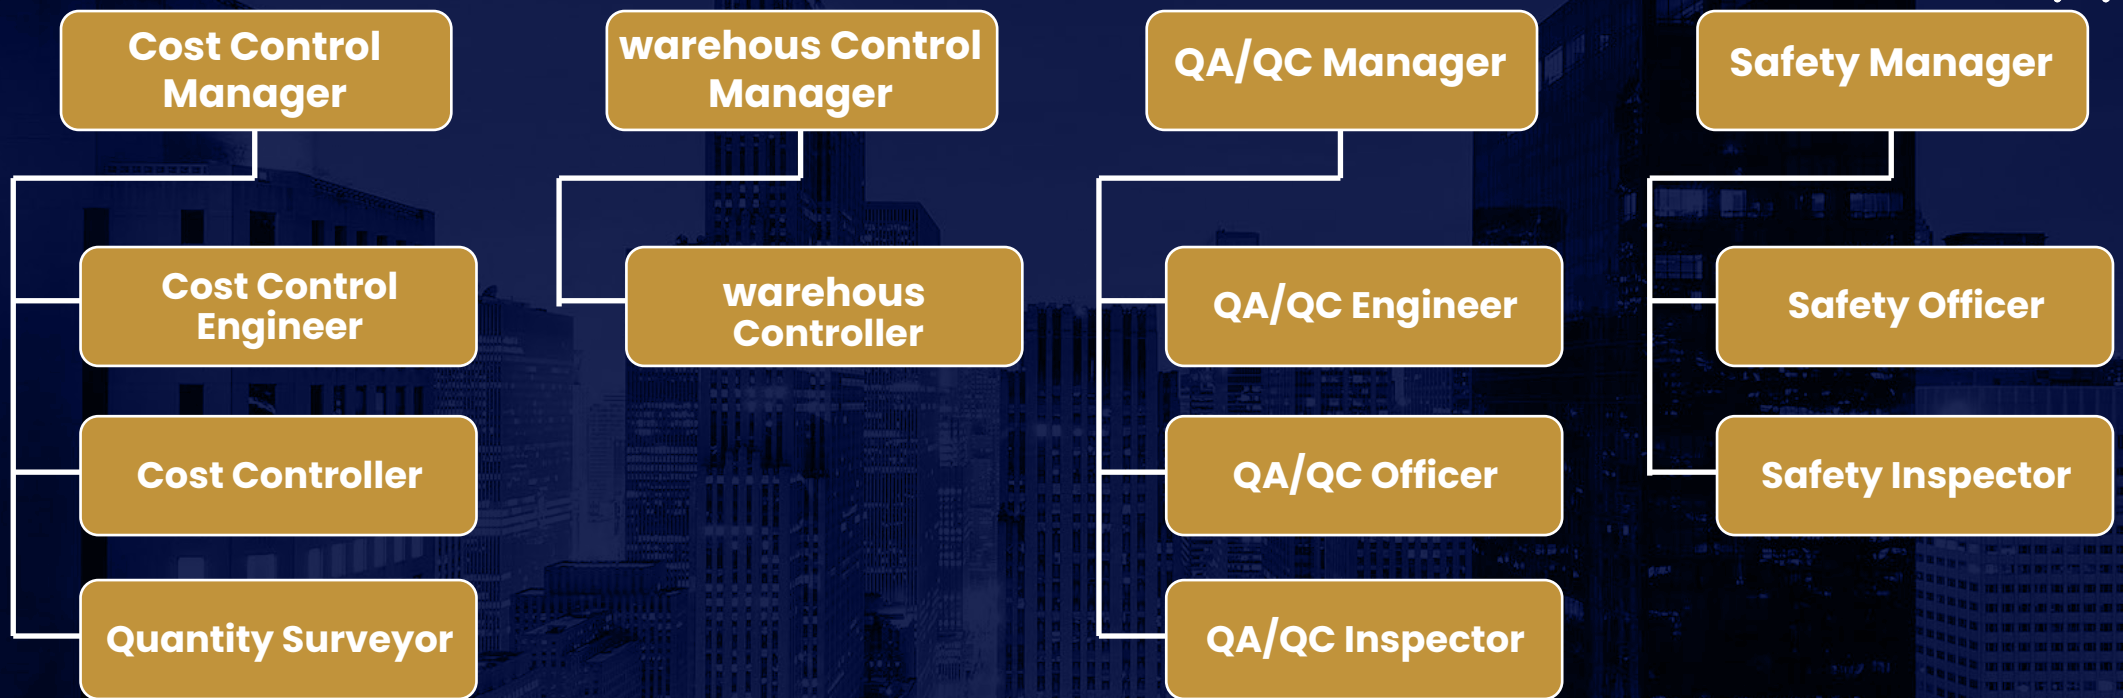 Cost Control
Manager
warehous Control
Manager
QA/QC Manager
Safety Manager
Cost Control
Engineer
warehous
Controller
QA/QC Engineer
Safety Officer
Cost Controller
QA/QC Officer
Safety Inspector
Quantity Surveyor
QA/QC Inspector